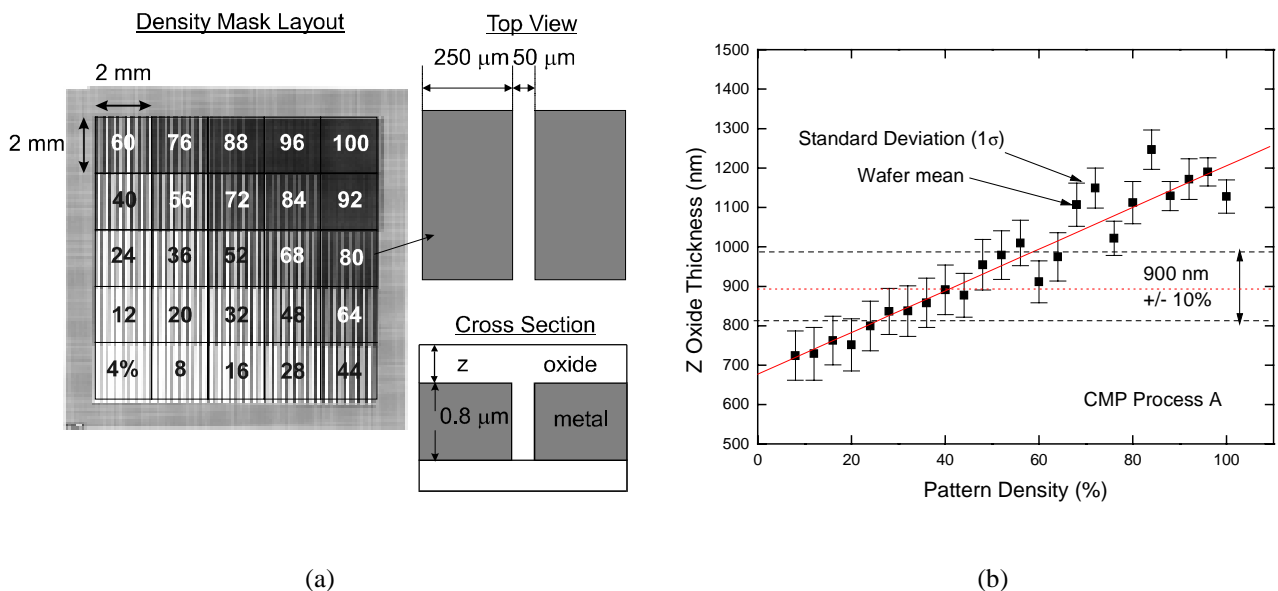 Density Mask Layout
2 mm
2 mm
60 76 88 96 100
40 56 72 84 92
24 36 52 68 80
12 20 32 48 64
4% 8 16 28 44
Top View
250 μm 50 μm
Cross Section
z oxide
0.8 μm metal
(a)
1500
1400
1300
1200
1100
1000
900
800
700
600
500
Z Oxide Thickness (nm)
Standard Deviation (1σ)
Wafer mean
900 nm
+/- 10%
CMP Process A
0 20 40 60 80 100
Pattern Density (%)
(b)